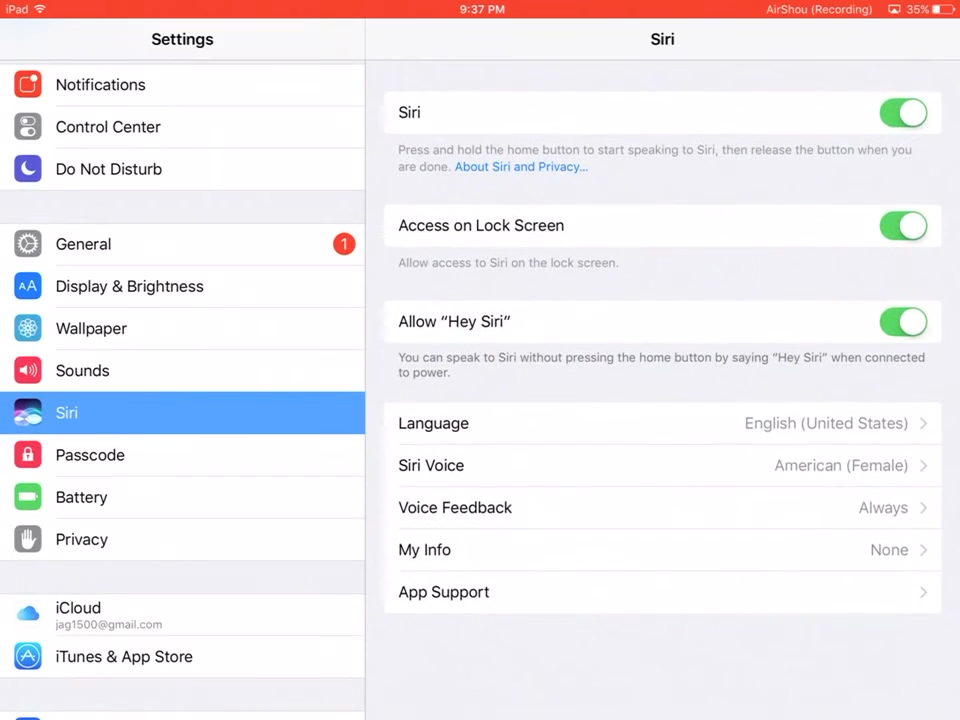 iPad
9:37 PM
AirShou (Recording)
35%
Settings
Siri
Notifications
Control Center
Do Not Disturb
General
1
AA
Display & Brightness
Wallpaper
Sounds
Siri
Passcode
Battery
Privacy
iCloud
jag1500@gmail.com
iTunes & App Store
Siri
Press and hold the home button to start speaking to Siri, then release the button when you
are done. About Siri and Privacy...
Access on Lock Screen
Allow access to Siri on the lock screen.
Allow “Hey Siri”
You can speak to Siri without pressing the home button by saying “Hey Siri” when connected
to power.
Language English (United States)
Siri Voice American (Female)
Voice Feedback Always
My Info None
App Support